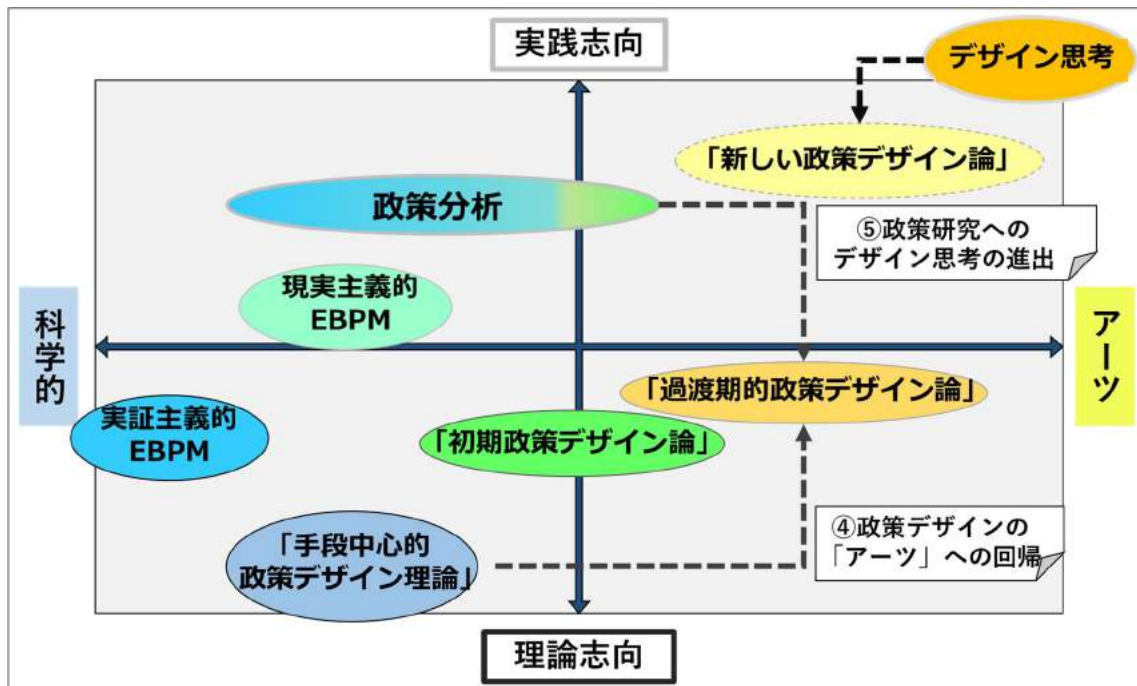 実践志向
デザイン思考
「新しい政策デザイン論」
政策分析
⑤政策研究への
デザイン思考の進出
現実主義的
EBPM
科学的
アーツ
「過渡期的政策デザイン論」
実証主義的
EBPM
「初期政策デザイン論」
④政策デザインの
「アーツ」への回帰
「手段中心的
政策デザイン理論」
理論志向